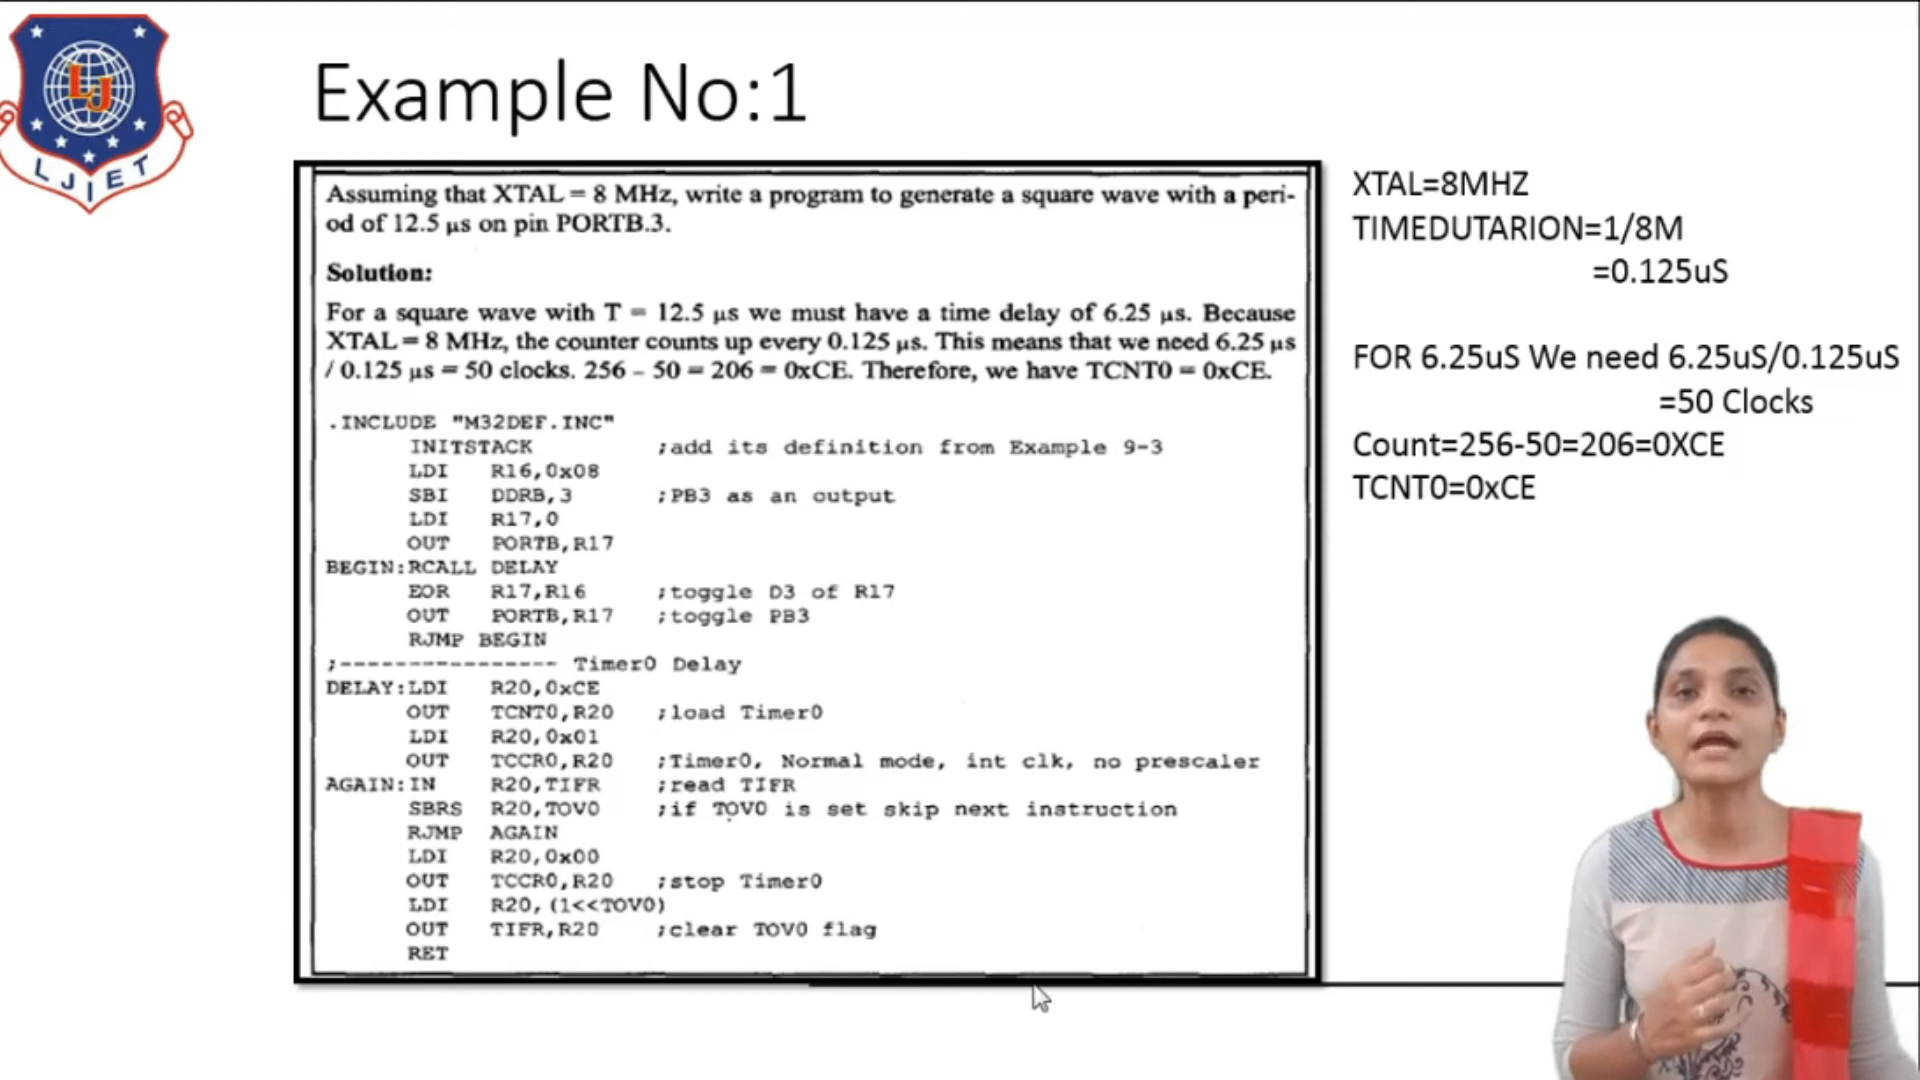 LJ
LJIET
Example No:1
Assuming that XTAL = 8 MHz, write a program to generate a square wave with a peri-
od of 12.5 µs on pin PORTB.3.
Solution:
For a square wave with T = 12.5 µs we must have a time delay of 6.25 µs. Because
XTAL = 8 MHz, the counter counts up every 0.125 µs. This means that we need 6.25 µs
/ 0.125 µs = 50 clocks. 256 – 50 = 206 = 0xCE. Therefore, we have TCNT0 = 0xCE.
.INCLUDE "M32DEF.INC"
INITSTACK ;add its definition from Example 9-3
LDI R16,0x08
SBI DDRB,3 ;PB3 as an output
LDI R17,0
OUT PORTB,R17
BEGIN:RCALL DELAY
EOR R17,R16 ;toggle D3 of R17
OUT PORTB,R17 ;toggle PB3
RJMP BEGIN
;---------------- Timer0 Delay
DELAY:LDI R20,0xCE
OUT TCNT0,R20 ;load Timer0
LDI R20,0x01
OUT TCCR0,R20 ;Timer0, Normal mode, int clk, no prescaler
AGAIN:IN R20,TIFR ;read TIFR
SBRS R20,TOV0 ;if TOV0 is set skip next instruction
RJMP AGAIN
LDI R20,0x00
OUT TCCR0,R20 ;stop Timer0
LDI R20,(1<<TOV0)
OUT TIFR,R20 ;clear TOV0 flag
RET
XTAL=8MHZ
TIMEDUTARION=1/8M
=0.125uS
FOR 6.25uS We need 6.25uS/0.125uS
=50 Clocks
Count=256-50=206=0XCE
TCNT0=0xCE